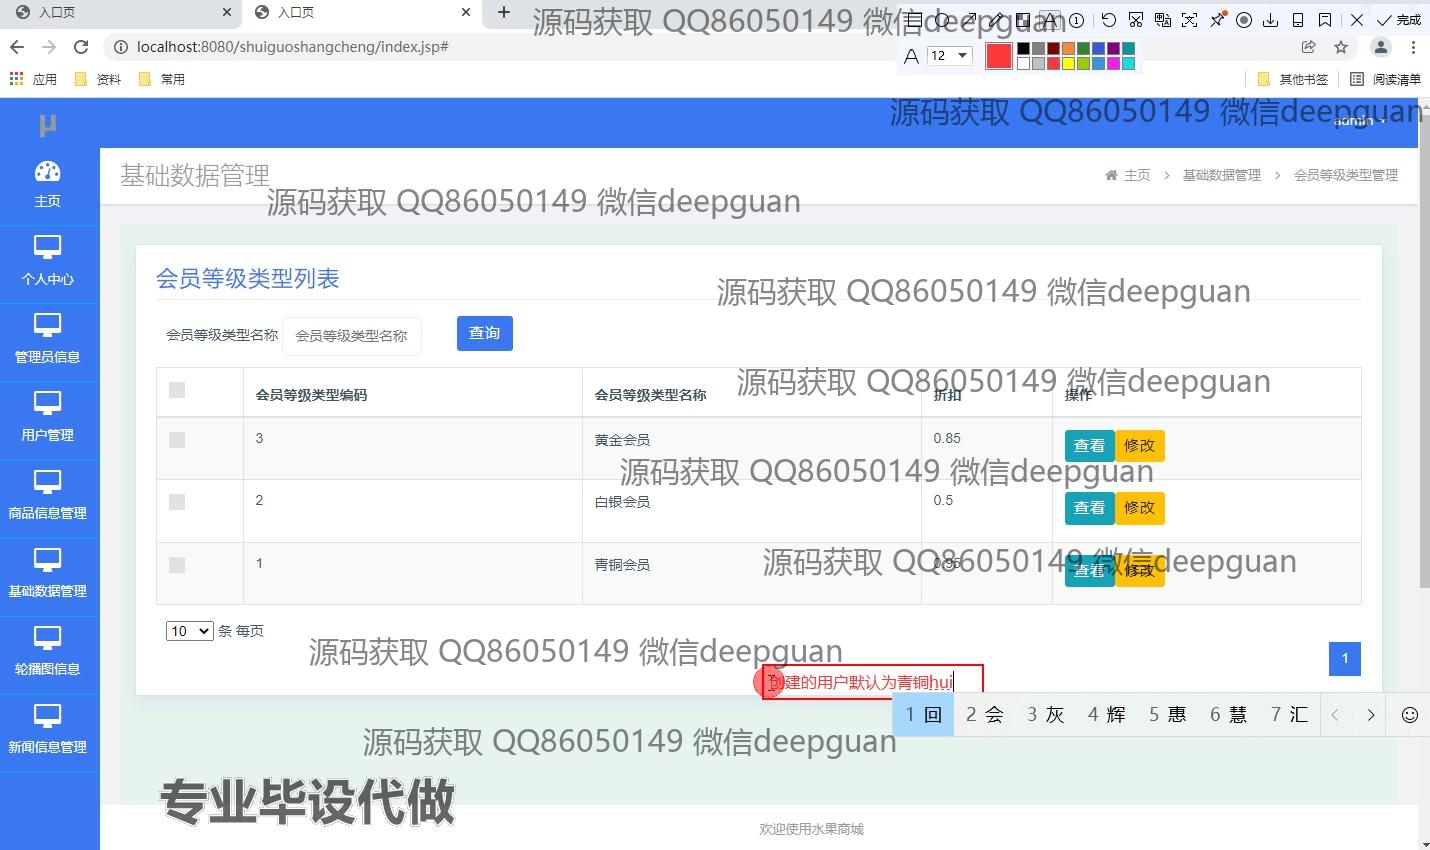 入口页
入口页
源码获取 QQ86050149 微信deepguan
完成
localhost:8080/shuiguoshangcheng/index.jsp#
A 12
应用 资料 常用
其他书签 阅读清单
μ
源码获取 QQ86050149 微信deepguan
admin
主页
个人中心
管理员信息
用户管理
商品信息管理
基础数据管理
轮播图信息
新闻信息管理
基础数据管理
主页 > 基础数据管理 > 会员等级类型管理
源码获取 QQ86050149 微信deepguan
会员等级类型列表
源码获取 QQ86050149 微信deepguan
会员等级类型名称 会员等级类型名称 查询
源码获取 QQ86050149 微信deepguan
会员等级类型编码 会员等级类型名称 折扣 操作
3 黄金会员 0.85 查看 修改
源码获取 QQ86050149 微信deepguan
2 白银会员 0.5 查看 修改
源码获取 QQ86050149 微信deepguan
1 青铜会员 0.95 查看 修改
10 条 每页
源码获取 QQ86050149 微信deepguan
1
创建的用户默认为青铜hui
1 回 2 会 3 灰 4 辉 5 惠 6 慧 7 汇
源码获取 QQ86050149 微信deepguan
专业毕设代做
欢迎使用水果商城